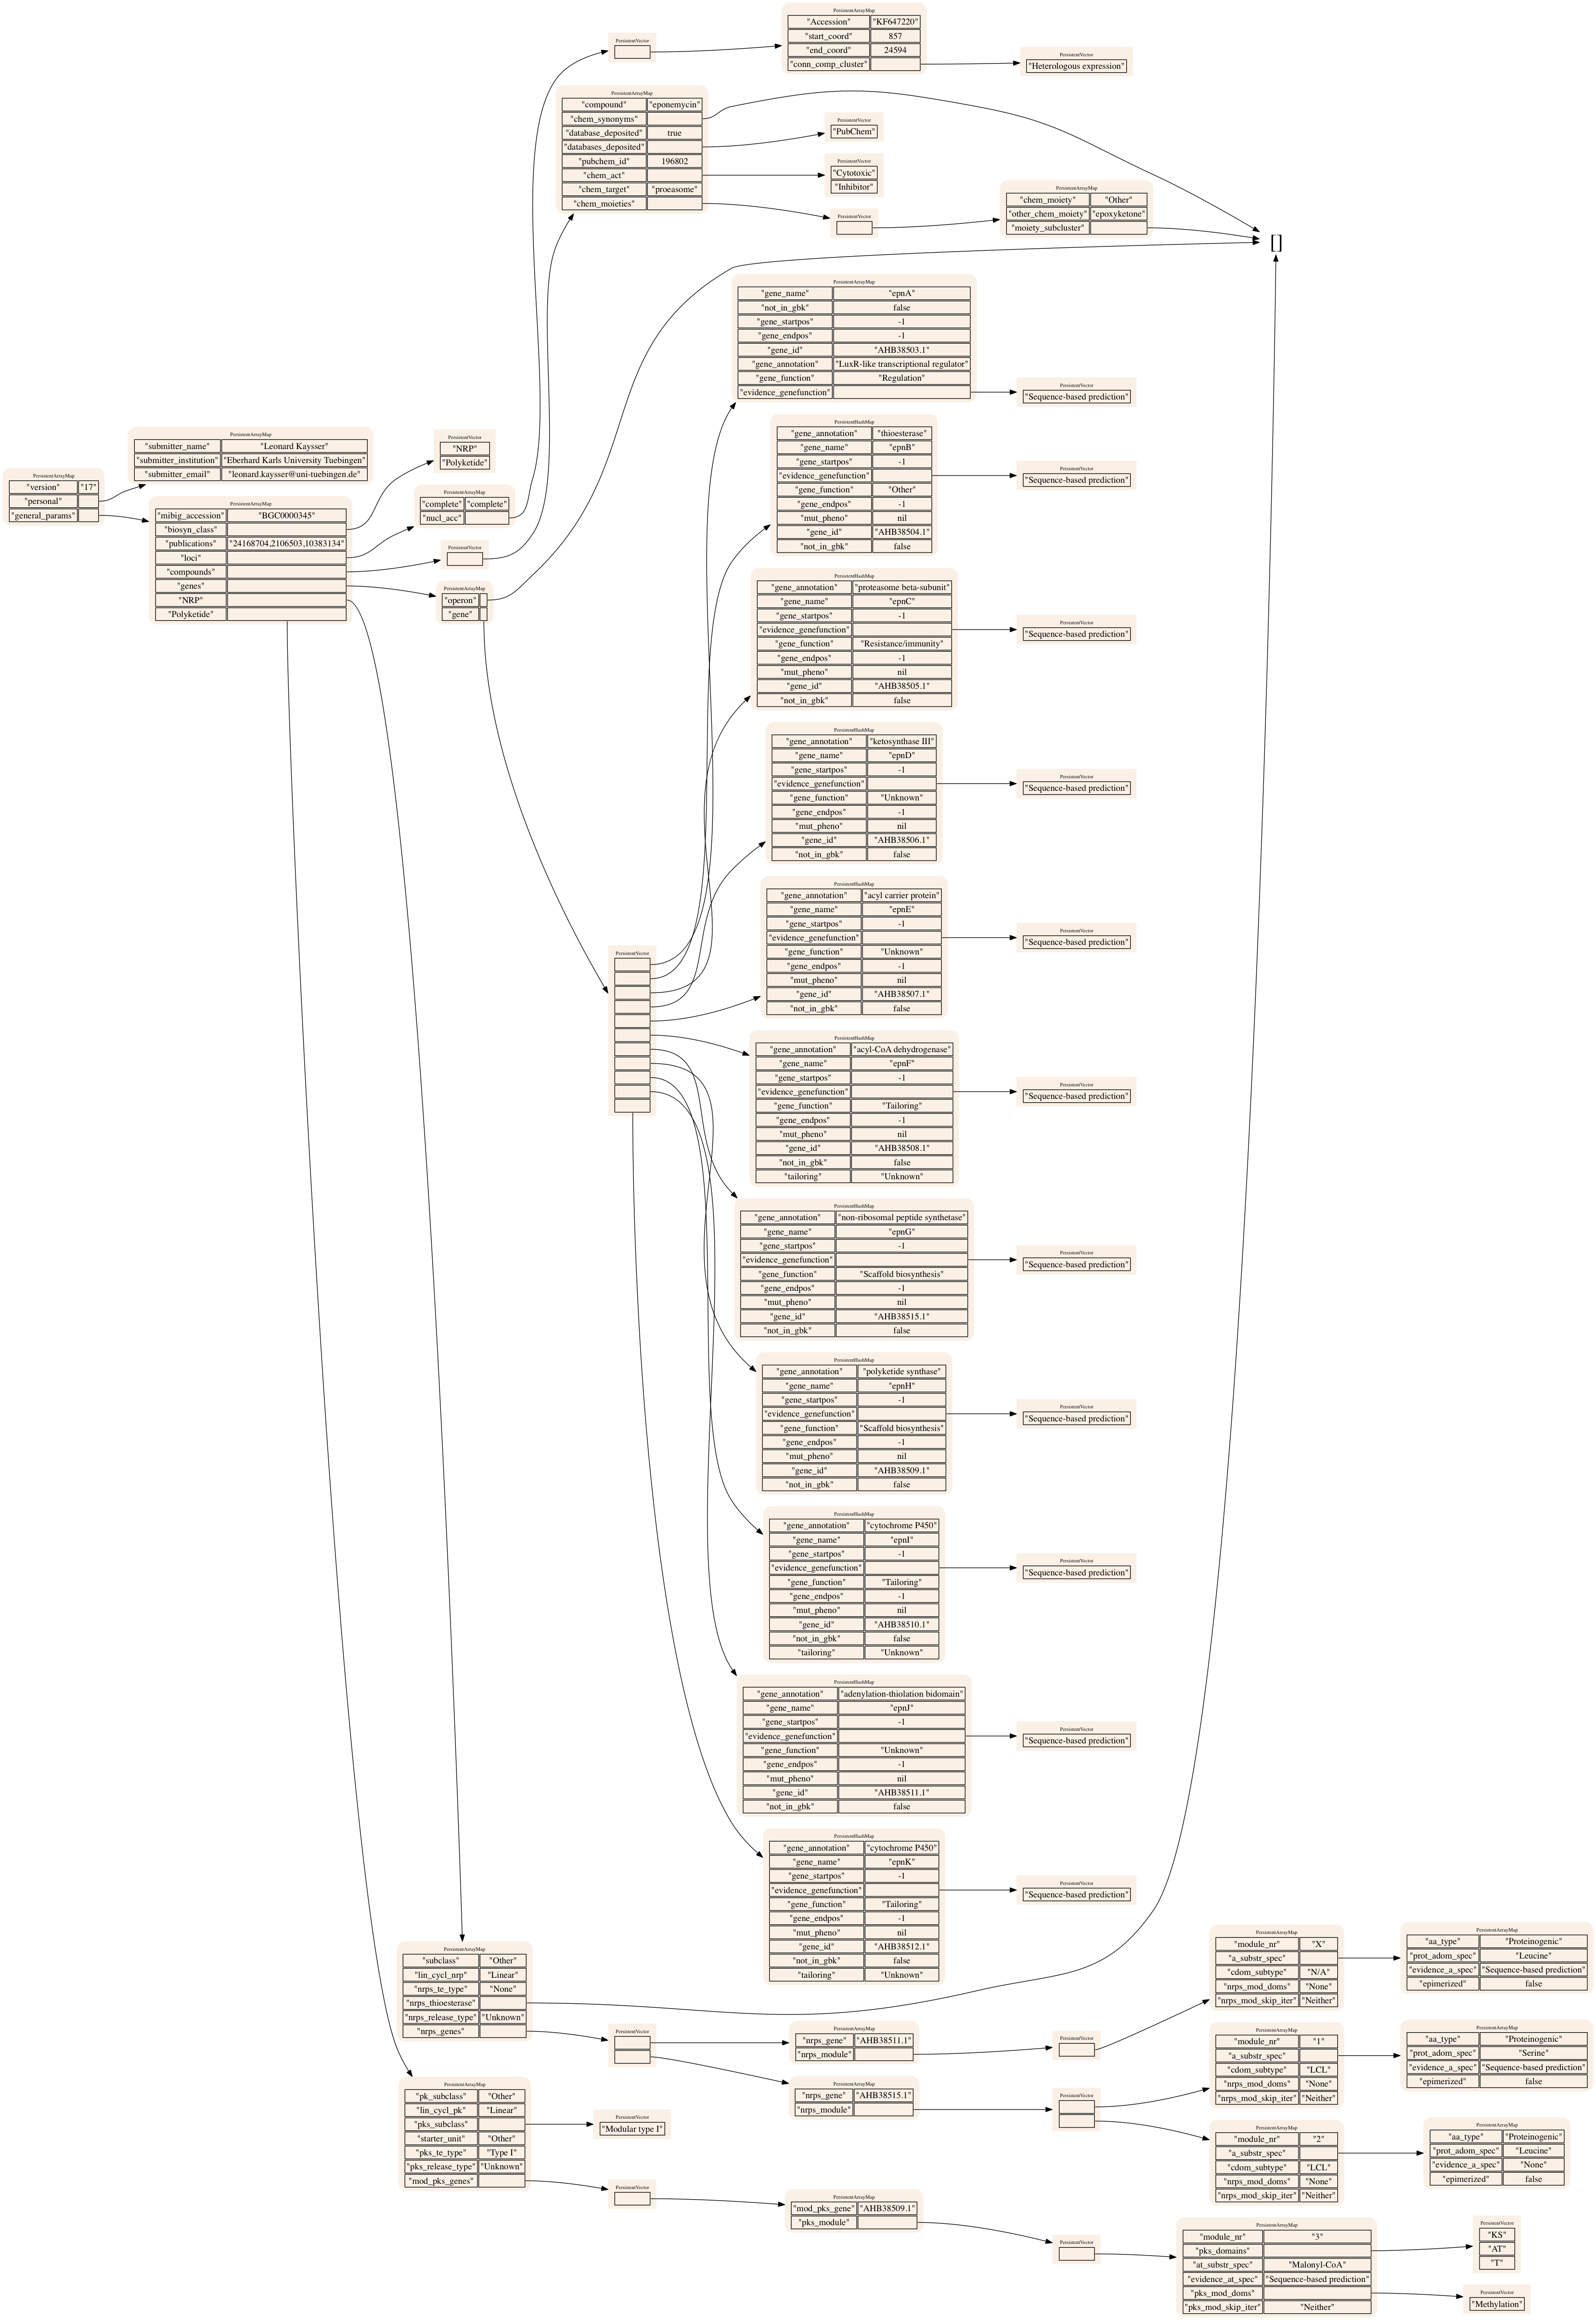 PersistentArrayMap
"version" "17"
"personal"
"general_params"
PersistentArrayMap
"submitter_name" "Leonard Kaysser"
"submitter_institution" "Eberhard Karls University Tuebingen"
"submitter_email" "leonard.kaysser@uni-tuebingen.de"
PersistentArrayMap
"mibig_accession" "BGC0000345"
"biosyn_class"
"publications" "24168704,2106503,10383134"
"loci"
"compounds"
"genes"
"NRP"
"Polyketide"
PersistentVector
"NRP"
"Polyketide"
PersistentArrayMap
"complete" "complete"
"nucl_acc"
PersistentVector
PersistentArrayMap
"operon"
"gene"
PersistentVector
PersistentArrayMap
"Accession" "KF647220"
"start_coord" 857
"end_coord" 24594
"conn_comp_cluster"
PersistentVector
"Heterologous expression"
PersistentArrayMap
"compound" "eponemycin"
"chem_synonyms"
"database_deposited" true
"databases_deposited"
"pubchem_id" 196802
"chem_act"
"chem_target" "proeasome"
"chem_moieties"
PersistentVector
"PubChem"
PersistentVector
"Cytotoxic"
"Inhibitor"
PersistentVector
PersistentArrayMap
"chem_moiety" "Other"
"other_chem_moiety" "epoxyketone"
"moiety_subcluster"
[]
PersistentVector
PersistentArrayMap
"gene_name" "epnA"
"not_in_gbk" false
"gene_startpos" -1
"gene_endpos" -1
"gene_id" "AHB38503.1"
"gene_annotation" "LuxR-like transcriptional regulator"
"gene_function" "Regulation"
"evidence_genefunction"
PersistentVector
"Sequence-based prediction"
PersistentHashMap
"gene_annotation" "thioesterase"
"gene_name" "epnB"
"gene_startpos" -1
"evidence_genefunction"
"gene_function" "Other"
"gene_endpos" -1
"mut_pheno" nil
"gene_id" "AHB38504.1"
"not_in_gbk" false
PersistentVector
"Sequence-based prediction"
PersistentHashMap
"gene_annotation" "proteasome beta-subunit"
"gene_name" "epnC"
"gene_startpos" -1
"evidence_genefunction"
"gene_function" "Resistance/immunity"
"gene_endpos" -1
"mut_pheno" nil
"gene_id" "AHB38505.1"
"not_in_gbk" false
PersistentVector
"Sequence-based prediction"
PersistentHashMap
"gene_annotation" "ketosynthase III"
"gene_name" "epnD"
"gene_startpos" -1
"evidence_genefunction"
"gene_function" "Unknown"
"gene_endpos" -1
"mut_pheno" nil
"gene_id" "AHB38506.1"
"not_in_gbk" false
PersistentVector
"Sequence-based prediction"
PersistentHashMap
"gene_annotation" "acyl carrier protein"
"gene_name" "epnE"
"gene_startpos" -1
"evidence_genefunction"
"gene_function" "Unknown"
"gene_endpos" -1
"mut_pheno" nil
"gene_id" "AHB38507.1"
"not_in_gbk" false
PersistentVector
"Sequence-based prediction"
PersistentHashMap
"gene_annotation" "acyl-CoA dehydrogenase"
"gene_name" "epnF"
"gene_startpos" -1
"evidence_genefunction"
"gene_function" "Tailoring"
"gene_endpos" -1
"mut_pheno" nil
"gene_id" "AHB38508.1"
"not_in_gbk" false
"tailoring" "Unknown"
PersistentVector
"Sequence-based prediction"
PersistentHashMap
"gene_annotation" "non-ribosomal peptide synthetase"
"gene_name" "epnG"
"gene_startpos" -1
"evidence_genefunction"
"gene_function" "Scaffold biosynthesis"
"gene_endpos" -1
"mut_pheno" nil
"gene_id" "AHB38515.1"
"not_in_gbk" false
PersistentVector
"Sequence-based prediction"
PersistentHashMap
"gene_annotation" "polyketide synthase"
"gene_name" "epnH"
"gene_startpos" -1
"evidence_genefunction"
"gene_function" "Scaffold biosynthesis"
"gene_endpos" -1
"mut_pheno" nil
"gene_id" "AHB38509.1"
"not_in_gbk" false
PersistentVector
"Sequence-based prediction"
PersistentHashMap
"gene_annotation" "cytochrome P450"
"gene_name" "epnI"
"gene_startpos" -1
"evidence_genefunction"
"gene_function" "Tailoring"
"gene_endpos" -1
"mut_pheno" nil
"gene_id" "AHB38510.1"
"not_in_gbk" false
"tailoring" "Unknown"
PersistentVector
"Sequence-based prediction"
PersistentHashMap
"gene_annotation" "adenylation-thiolation bidomain"
"gene_name" "epnJ"
"gene_startpos" -1
"evidence_genefunction"
"gene_function" "Unknown"
"gene_endpos" -1
"mut_pheno" nil
"gene_id" "AHB38511.1"
"not_in_gbk" false
PersistentVector
"Sequence-based prediction"
PersistentHashMap
"gene_annotation" "cytochrome P450"
"gene_name" "epnK"
"gene_startpos" -1
"evidence_genefunction"
"gene_function" "Tailoring"
"gene_endpos" -1
"mut_pheno" nil
"gene_id" "AHB38512.1"
"not_in_gbk" false
"tailoring" "Unknown"
PersistentVector
"Sequence-based prediction"
PersistentArrayMap
"subclass" "Other"
"lin_cycl_nrp" "Linear"
"nrps_te_type" "None"
"nrps_thioesterase"
"nrps_release_type" "Unknown"
"nrps_genes"
PersistentVector
PersistentArrayMap
"nrps_gene" "AHB38511.1"
"nrps_module"
PersistentVector
PersistentArrayMap
"module_nr" "X"
"a_substr_spec"
"cdom_subtype" "N/A"
"nrps_mod_doms" "None"
"nrps_mod_skip_iter" "Neither"
PersistentArrayMap
"aa_type" "Proteinogenic"
"prot_adom_spec" "Leucine"
"evidence_a_spec" "Sequence-based prediction"
"epimerized" false
PersistentArrayMap
"nrps_gene" "AHB38515.1"
"nrps_module"
PersistentVector
PersistentArrayMap
"module_nr" "1"
"a_substr_spec"
"cdom_subtype" "LCL"
"nrps_mod_doms" "None"
"nrps_mod_skip_iter" "Neither"
PersistentArrayMap
"aa_type" "Proteinogenic"
"prot_adom_spec" "Serine"
"evidence_a_spec" "Sequence-based prediction"
"epimerized" false
PersistentArrayMap
"module_nr" "2"
"a_substr_spec"
"cdom_subtype" "LCL"
"nrps_mod_doms" "None"
"nrps_mod_skip_iter" "Neither"
PersistentArrayMap
"aa_type" "Proteinogenic"
"prot_adom_spec" "Leucine"
"evidence_a_spec" "None"
"epimerized" false
PersistentArrayMap
"pk_subclass" "Other"
"lin_cycl_pk" "Linear"
"pks_subclass"
"starter_unit" "Other"
"pks_te_type" "Type I"
"pks_release_type" "Unknown"
"mod_pks_genes"
PersistentVector
"Modular type I"
PersistentVector
PersistentArrayMap
"mod_pks_gene" "AHB38509.1"
"pks_module"
PersistentVector
PersistentArrayMap
"module_nr" "3"
"pks_domains"
"at_substr_spec" "Malonyl-CoA"
"evidence_at_spec" "Sequence-based prediction"
"pks_mod_doms"
"pks_mod_skip_iter" "Neither"
PersistentVector
"KS"
"AT"
"T"
PersistentVector
"Methylation"